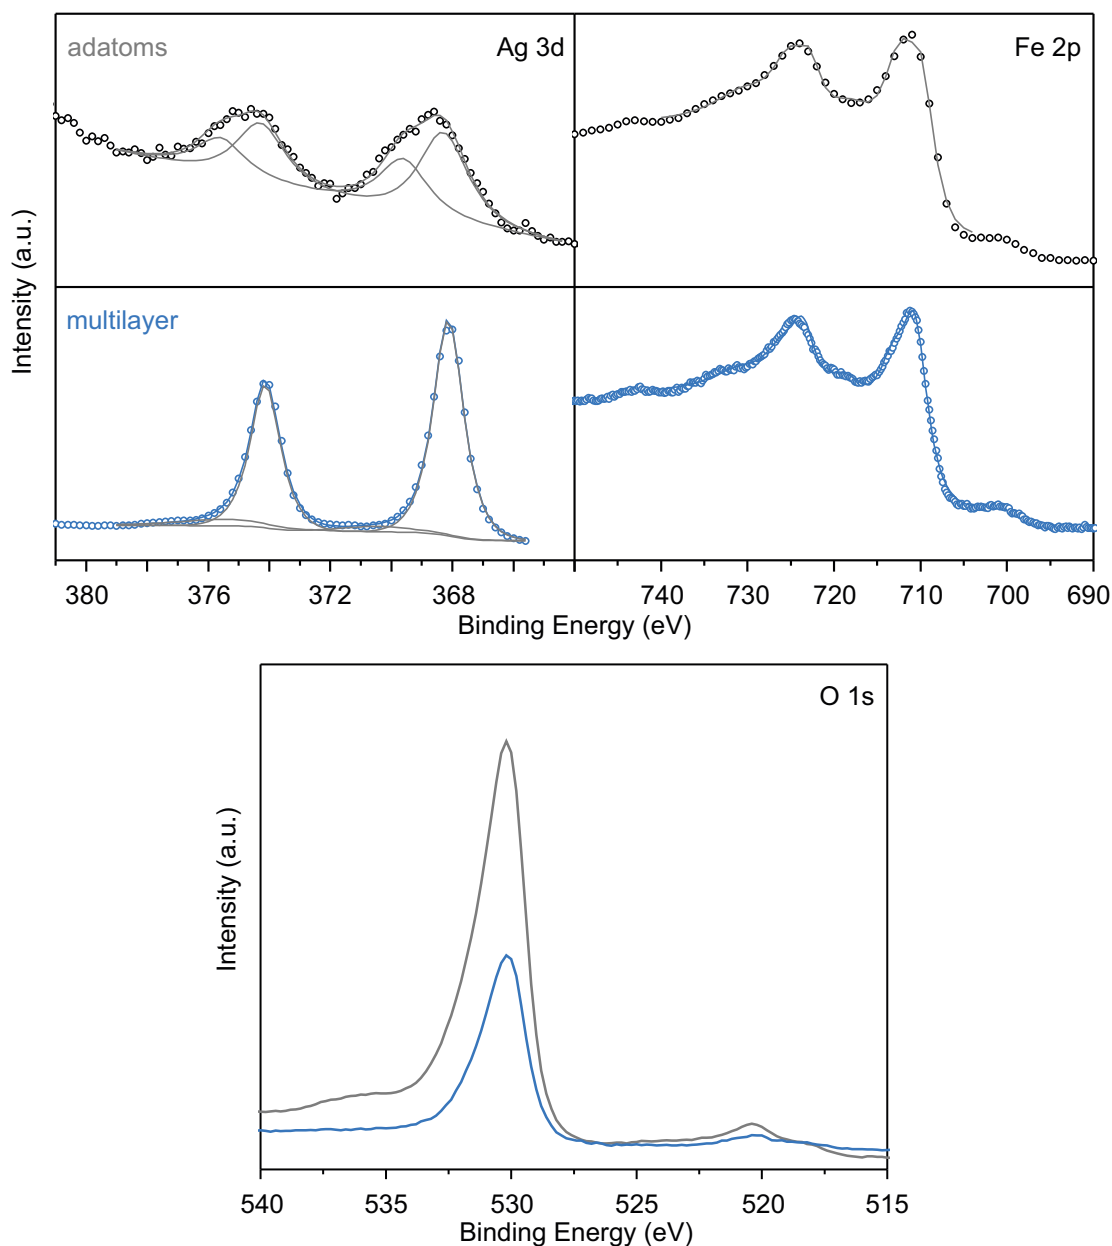 adatoms
Ag 3d
Fe 2p
multilayer
Intensity (a.u.)
380 376 372 368
740 730 720 710 700 690
Binding Energy (eV)
O 1s
Intensity (a.u.)
540 535 530 525 520 515
Binding Energy (eV)